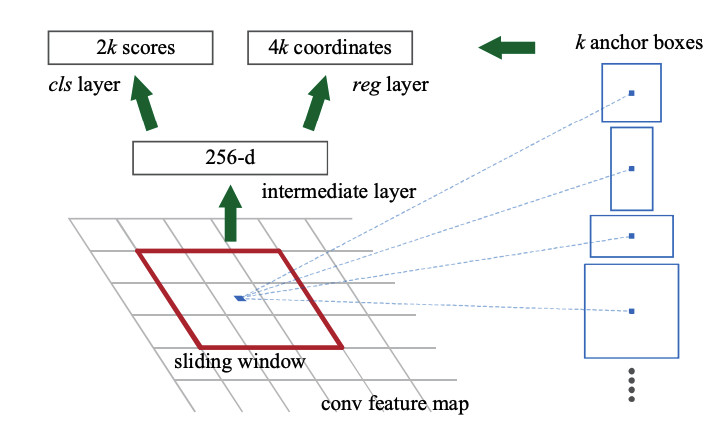 2k scores
4k coordinates
k anchor boxes
cls layer
reg layer
256-d
intermediate layer
sliding window
conv feature map